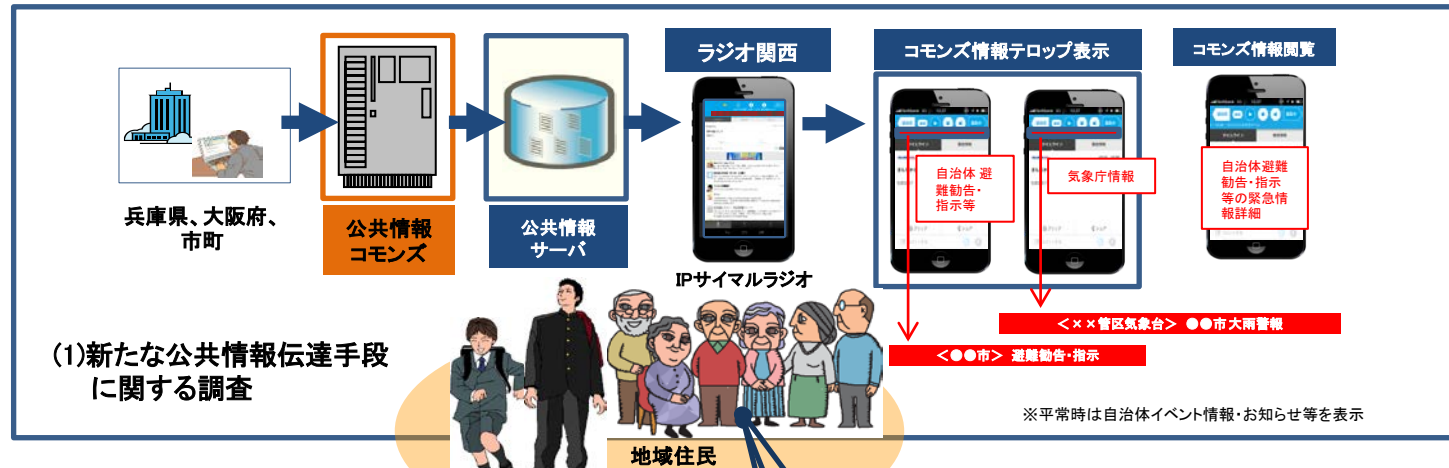 ラジオ関西
コモンズ情報テロップ表示
コモンズ情報閲覧
自治体 避
難勧告・
指示等
気象庁情報
自治体避難
勧告・指示
等の緊急情
報詳細
兵庫県、大阪府、
市町
公共情報
コモンズ
公共情報
サーバ
IPサイマルラジオ
＜××管区気象台＞ ●●市大雨警報
＜●●市＞ 避難勧告・指示
(1)新たな公共情報伝達手段
に関する調査
※平常時は自治体イベント情報・お知らせ等を表示
地域住民